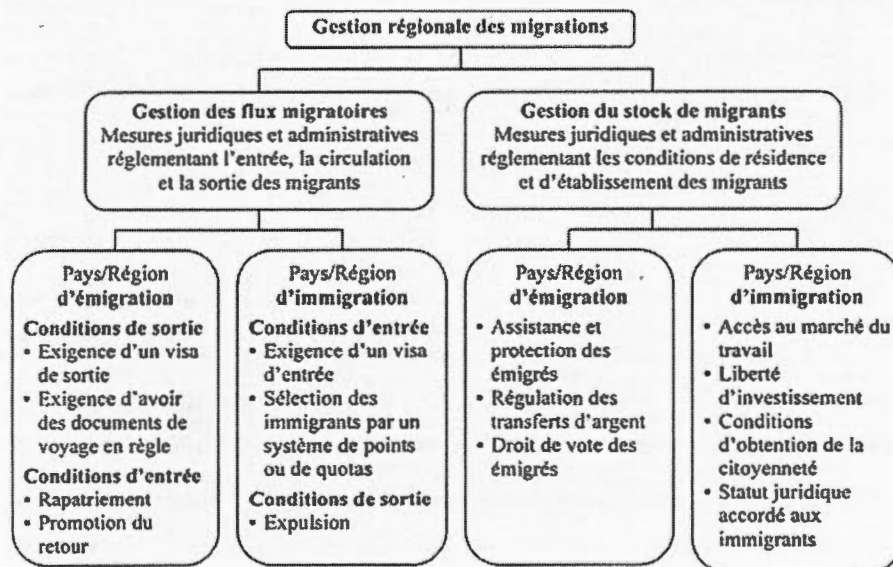 Gestion régionale des migrations
Gestion des flux migratoires
Mesures juridiques et administratives
réglementant l'entrée, la circulation
et la sortie des migrants
Gestion du stock de migrants
Mesures juridiques et administratives
réglementant les conditions de résidence
et d'établissement des migrants
Pays/Région
d'émigration
Conditions de sortie
• Exigence d'un visa
de sortie
• Exigence d'avoir
des documents de
voyage en règle
Conditions d'entrée
• Rapatriement
• Promotion du
retour
Pays/Région
d'immigration
Conditions d'entrée
• Exigence d'un visa
d'entrée
• Sélection des
immigrants par un
système de points
ou de quotas
Conditions de sortie
• Expulsion
Pays/Région
d'émigration
• Assistance et
protection des
émigrés
• Régulation des
transferts d'argent
• Droit de vote des
émigrés
Pays/Région
d'immigration
• Accès au marché du
travail
• Liberté
d'investissement
• Conditions
d'obtention de la
citoyenneté
• Statut juridique
accordé aux
immigrants